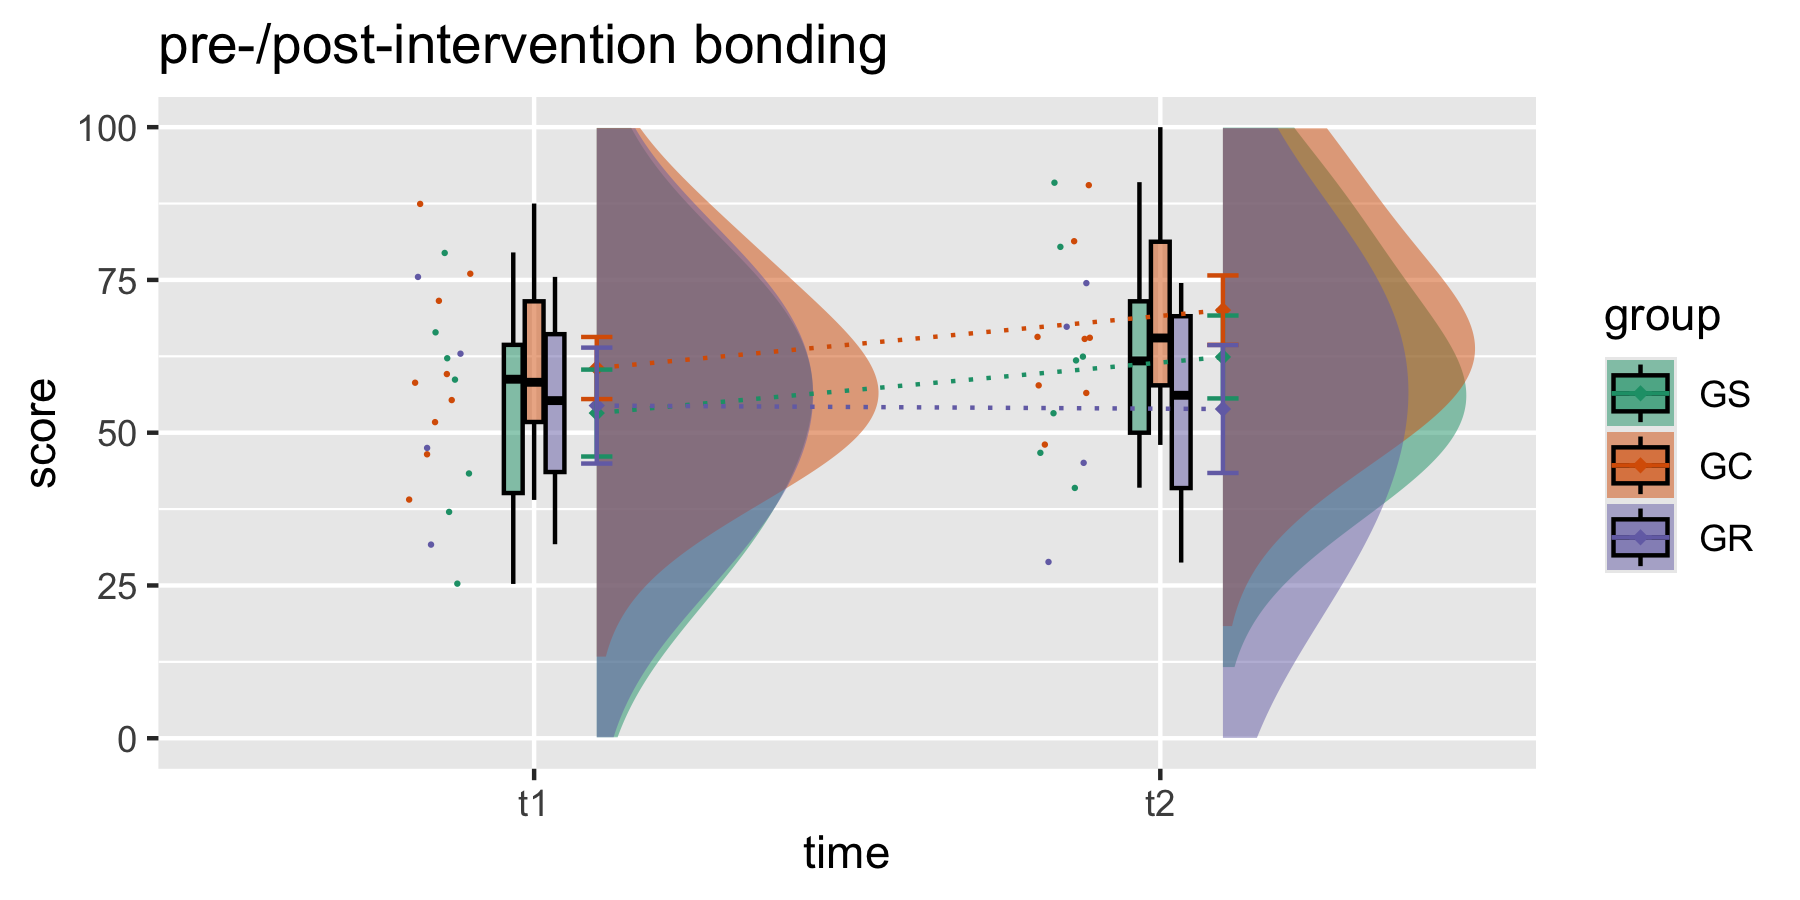 pre-/post-intervention bonding
100
75
50
25
0
score
t1
t2
time
group
GS
GC
GR